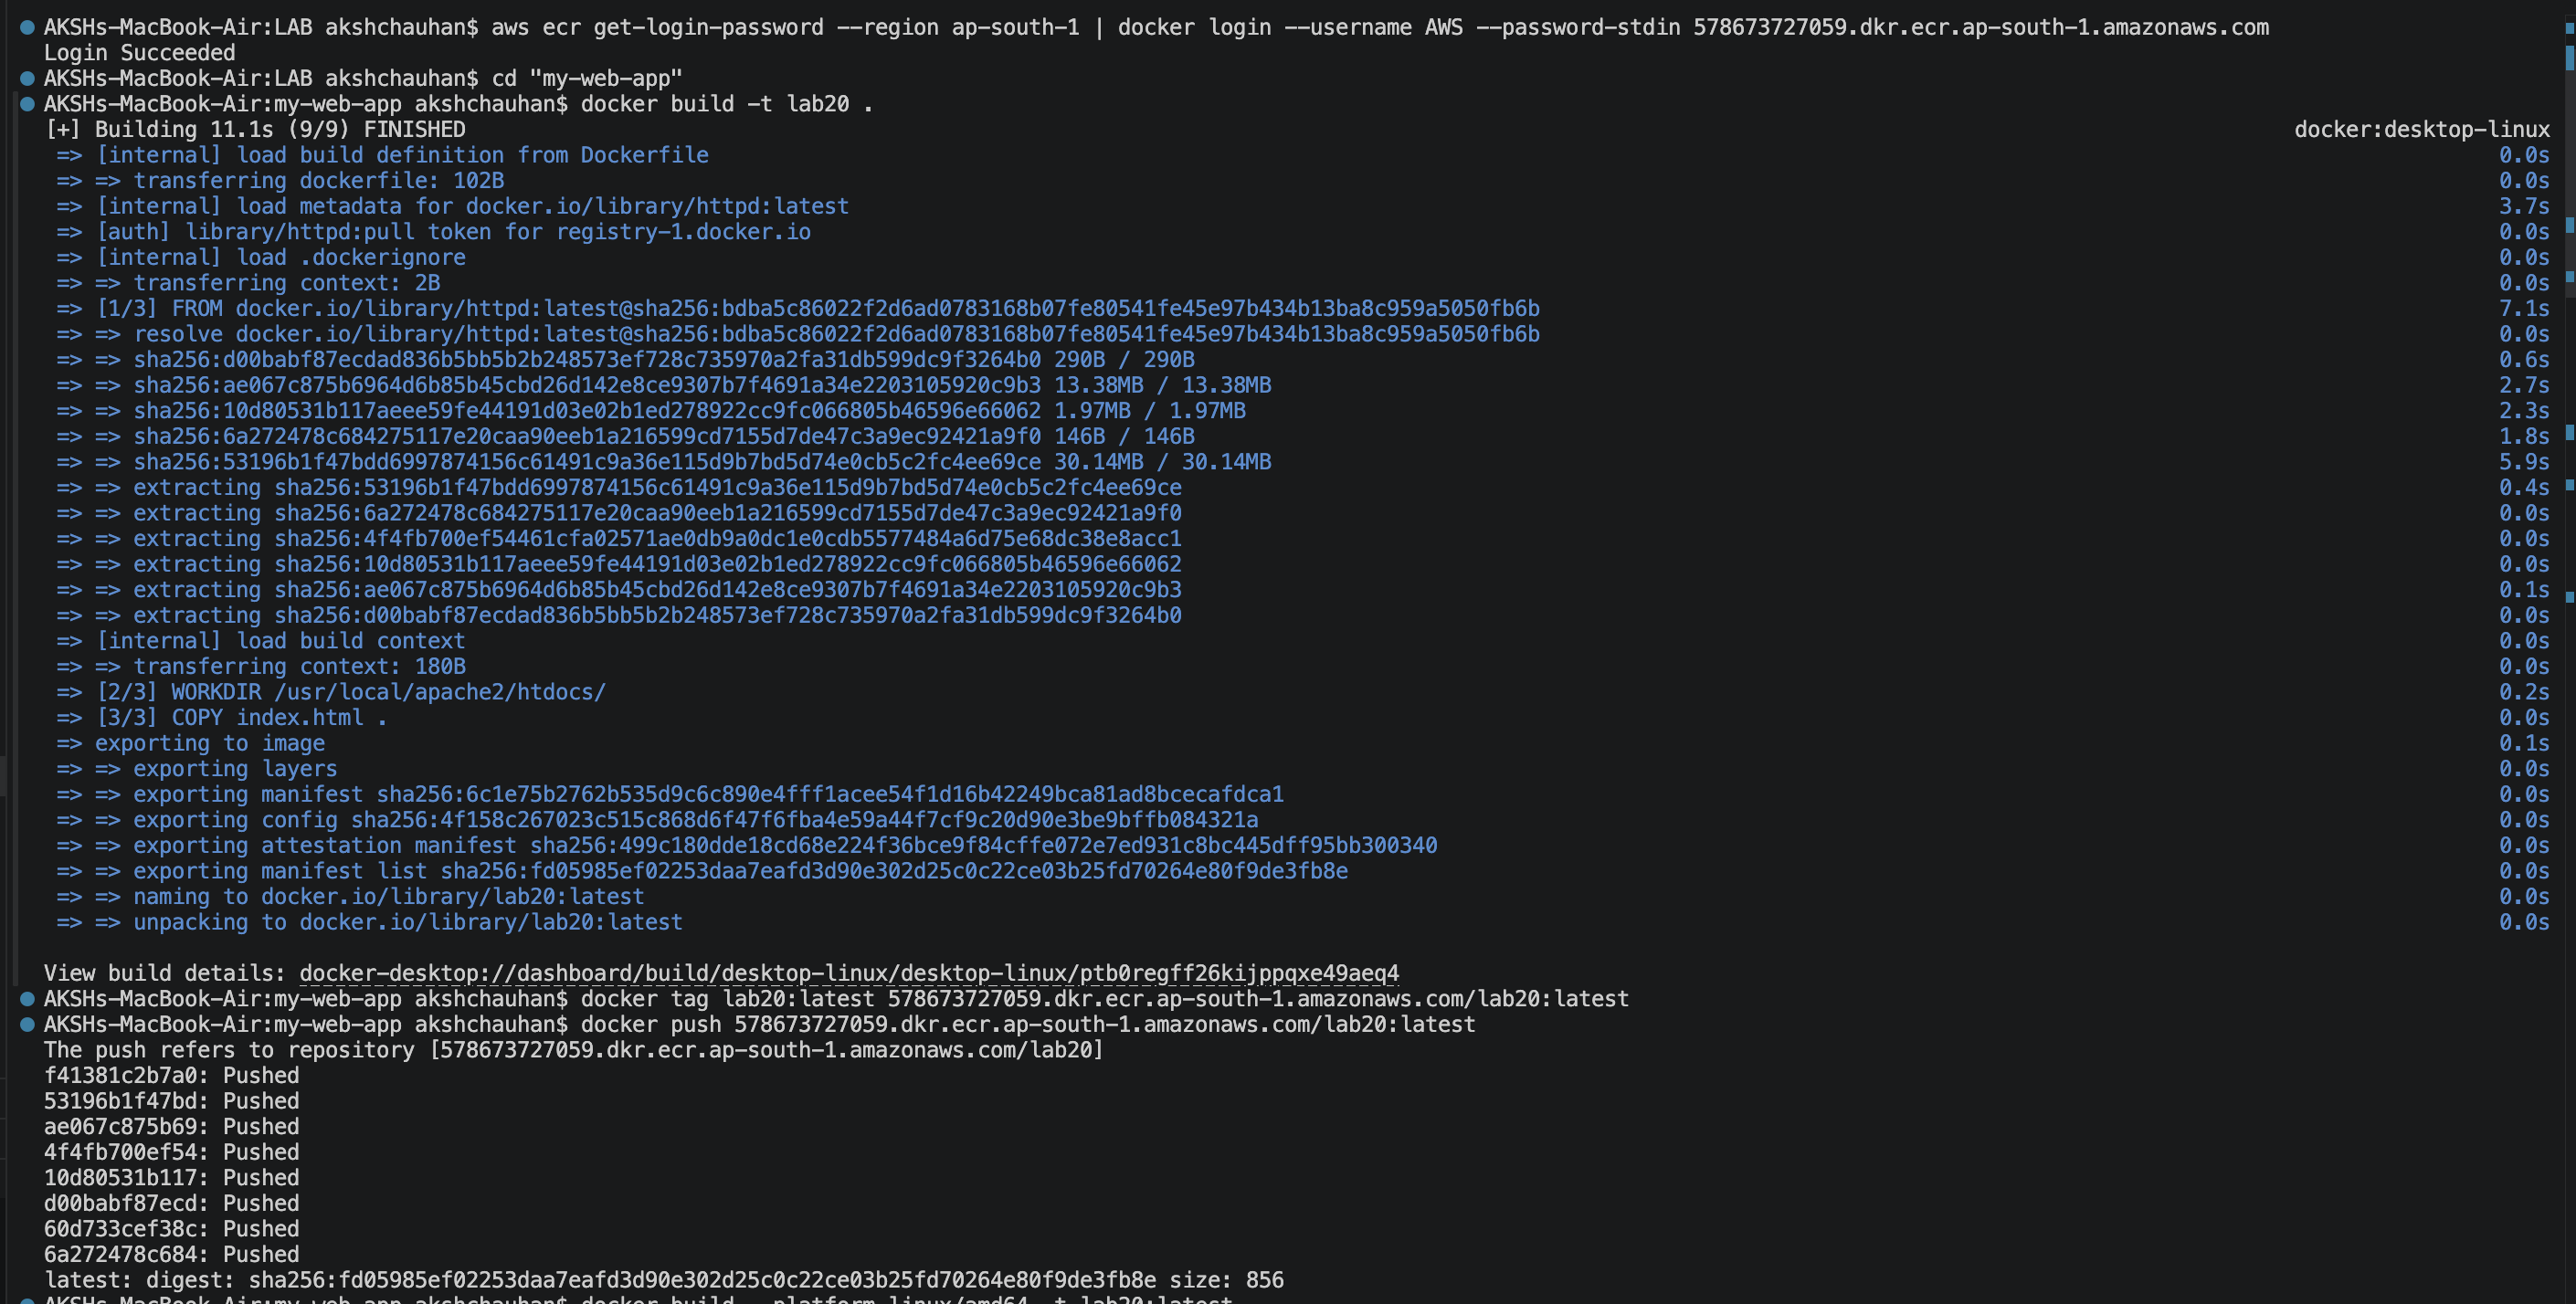 AKSHs-MacBook-Air:LAB akshchauhan$ aws ecr get-login-password --region ap-south-1 | docker login --username AWS --password-stdin 578673727059.dkr.ecr.ap-south-1.amazonaws.com
Login Succeeded
AKSHs-MacBook-Air:LAB akshchauhan$ cd "my-web-app"
AKSHs-MacBook-Air:my-web-app akshchauhan$ docker build -t lab20 .
[+] Building 11.1s (9/9) FINISHED docker:desktop-linux
=> [internal] load build definition from Dockerfile 0.0s
=> => transferring dockerfile: 102B 0.0s
=> [internal] load metadata for docker.io/library/httpd:latest 3.7s
=> [auth] library/httpd:pull token for registry-1.docker.io 0.0s
=> [internal] load .dockerignore 0.0s
=> => transferring context: 2B 0.0s
=> [1/3] FROM docker.io/library/httpd:latest@sha256:bdba5c86022f2d6ad0783168b07fe80541fe45e97b434b13ba8c959a5050fb6b 7.1s
=> => resolve docker.io/library/httpd:latest@sha256:bdba5c86022f2d6ad0783168b07fe80541fe45e97b434b13ba8c959a5050fb6b 0.0s
=> => sha256:d00babf87ecdad836b5bb5b2b248573ef728c735970a2fa31db599dc9f3264b0 290B / 290B 0.6s
=> => sha256:ae067c875b6964d6b85b45cbd26d142e8ce9307b7f4691a34e2203105920c9b3 13.38MB / 13.38MB 2.7s
=> => sha256:10d80531b117aeee59fe44191d03e02b1ed278922cc9fc066805b46596e66062 1.97MB / 1.97MB 2.3s
=> => sha256:6a272478c684275117e20caa90eeb1a216599cd7155d7de47c3a9ec92421a9f0 146B / 146B 1.8s
=> => sha256:53196b1f47bdd6997874156c61491c9a36e115d9b7bd5d74e0cb5c2fc4ee69ce 30.14MB / 30.14MB 5.9s
=> => extracting sha256:53196b1f47bdd6997874156c61491c9a36e115d9b7bd5d74e0cb5c2fc4ee69ce 0.4s
=> => extracting sha256:6a272478c684275117e20caa90eeb1a216599cd7155d7de47c3a9ec92421a9f0 0.0s
=> => extracting sha256:4f4fb700ef54461cfa02571ae0db9a0dc1e0cdb5577484a6d75e68dc38e8acc1 0.0s
=> => extracting sha256:10d80531b117aeee59fe44191d03e02b1ed278922cc9fc066805b46596e66062 0.0s
=> => extracting sha256:ae067c875b6964d6b85b45cbd26d142e8ce9307b7f4691a34e2203105920c9b3 0.1s
=> => extracting sha256:d00babf87ecdad836b5bb5b2b248573ef728c735970a2fa31db599dc9f3264b0 0.0s
=> [internal] load build context 0.0s
=> => transferring context: 180B 0.0s
=> [2/3] WORKDIR /usr/local/apache2/htdocs/ 0.2s
=> [3/3] COPY index.html . 0.0s
=> exporting to image 0.1s
=> => exporting layers 0.0s
=> => exporting manifest sha256:6c1e75b2762b535d9c6c890e4fff1acee54f1d16b42249bca81ad8bcecafdca1 0.0s
=> => exporting config sha256:4f158c267023c515c868d6f47f6fba4e59a44f7cf9c20d90e3be9bffb084321a 0.0s
=> => exporting attestation manifest sha256:499c180dde18cd68e224f36bce9f84cffe072e7ed931c8bc445dff95bb300340 0.0s
=> => exporting manifest list sha256:fd05985ef02253daa7eafd3d90e302d25c0c22ce03b25fd70264e80f9de3fb8e 0.0s
=> => naming to docker.io/library/lab20:latest 0.0s
=> => unpacking to docker.io/library/lab20:latest 0.0s
View build details: docker-desktop://dashboard/build/desktop-linux/desktop-linux/ptb0regff26kijppqxe49aeq4
AKSHs-MacBook-Air:my-web-app akshchauhan$ docker tag lab20:latest 578673727059.dkr.ecr.ap-south-1.amazonaws.com/lab20:latest
AKSHs-MacBook-Air:my-web-app akshchauhan$ docker push 578673727059.dkr.ecr.ap-south-1.amazonaws.com/lab20:latest
The push refers to repository [578673727059.dkr.ecr.ap-south-1.amazonaws.com/lab20]
f41381c2b7a0: Pushed
53196b1f47bd: Pushed
ae067c875b69: Pushed
4f4fb700ef54: Pushed
10d80531b117: Pushed
d00babf87ecd: Pushed
60d733cef38c: Pushed
6a272478c684: Pushed
latest: digest: sha256:fd05985ef02253daa7eafd3d90e302d25c0c22ce03b25fd70264e80f9de3fb8e size: 856
AKSHs-MacBook-Air:my-web-app akshchauhan$ docker build --platform linux/amd64 -t lab20:latest